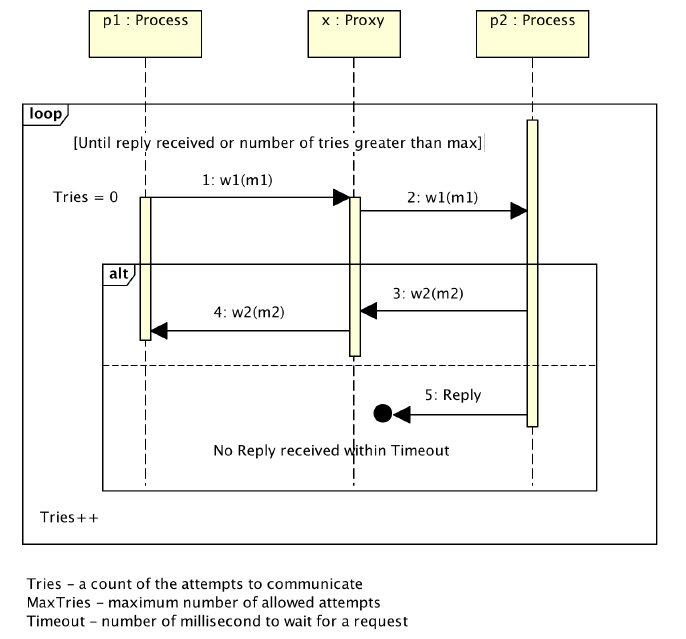 p1 : Process
x : Proxy
p2 : Process
loop
[Until reply received or number of tries greater than max]
1: w1(m1)
Tries = 0
2: w1(m1)
alt
3: w2(m2)
4: w2(m2)
5: Reply
No Reply received within Timeout
Tries++
Tries – a count of the attempts to communicate
MaxTries – maximum number of allowed attempts
Timeout – number of millisecond to wait for a request